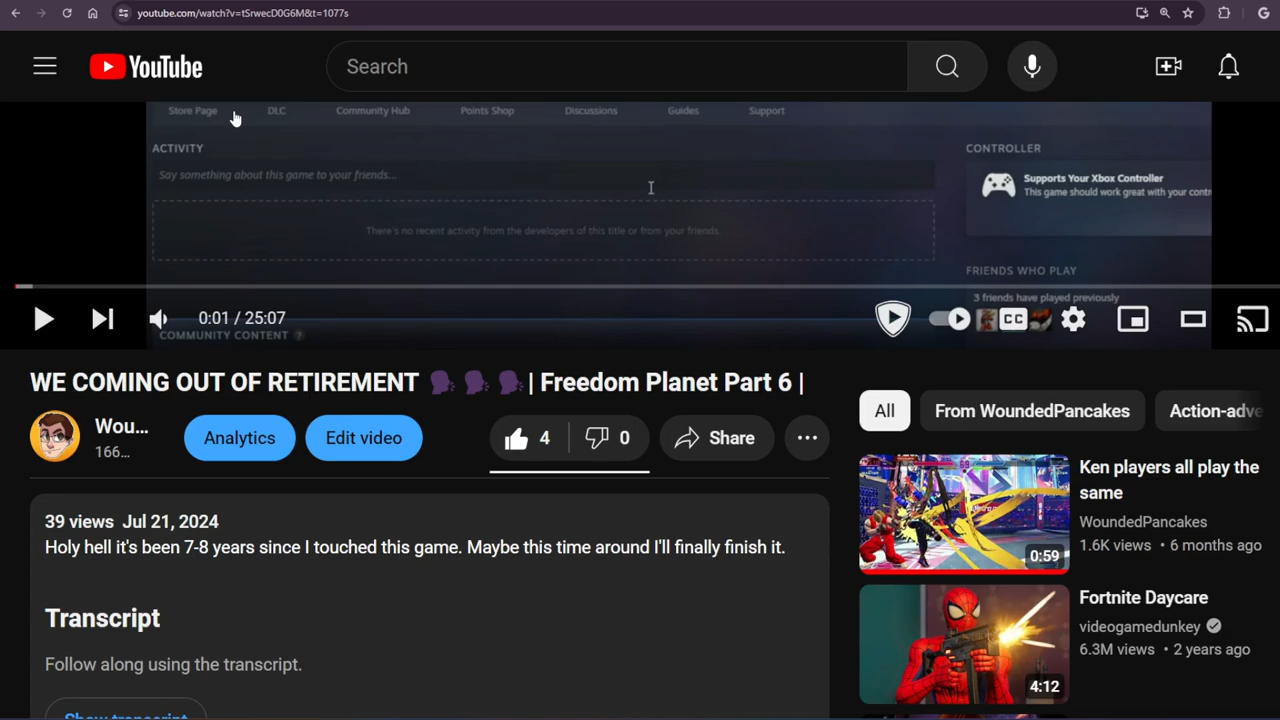 youtube.com/watch?v=tSrwecD0G6M&t=1077s
YouTube
Search
Store Page DLC Community Hub Points Shop Discussions Guides Support
ACTIVITY
Say something about this game to your friends...
There's no recent activity from the developers of this title or from your friends.
CONTROLLER
Supports Your Xbox Controller
This game should work great with your contr
FRIENDS WHO PLAY
3 friends have played previously
0:01 / 25:07
CC
COMMUNITY CONTENT ?
WE COMING OUT OF RETIREMENT 🗣️ 🗣️ 🗣️ | Freedom Planet Part 6 |
Wou...
166...
Analytics
Edit video
4
0
Share
39 views Jul 21, 2024
Holy hell it's been 7-8 years since I touched this game. Maybe this time around I'll finally finish it.
Transcript
Follow along using the transcript.
Show transcript
All From WoundedPancakes Action-adve
Ken players all play the
same
WoundedPancakes
1.6K views • 6 months ago
0:59
Fortnite Daycare
videogamedunkey
6.3M views • 2 years ago
4:12